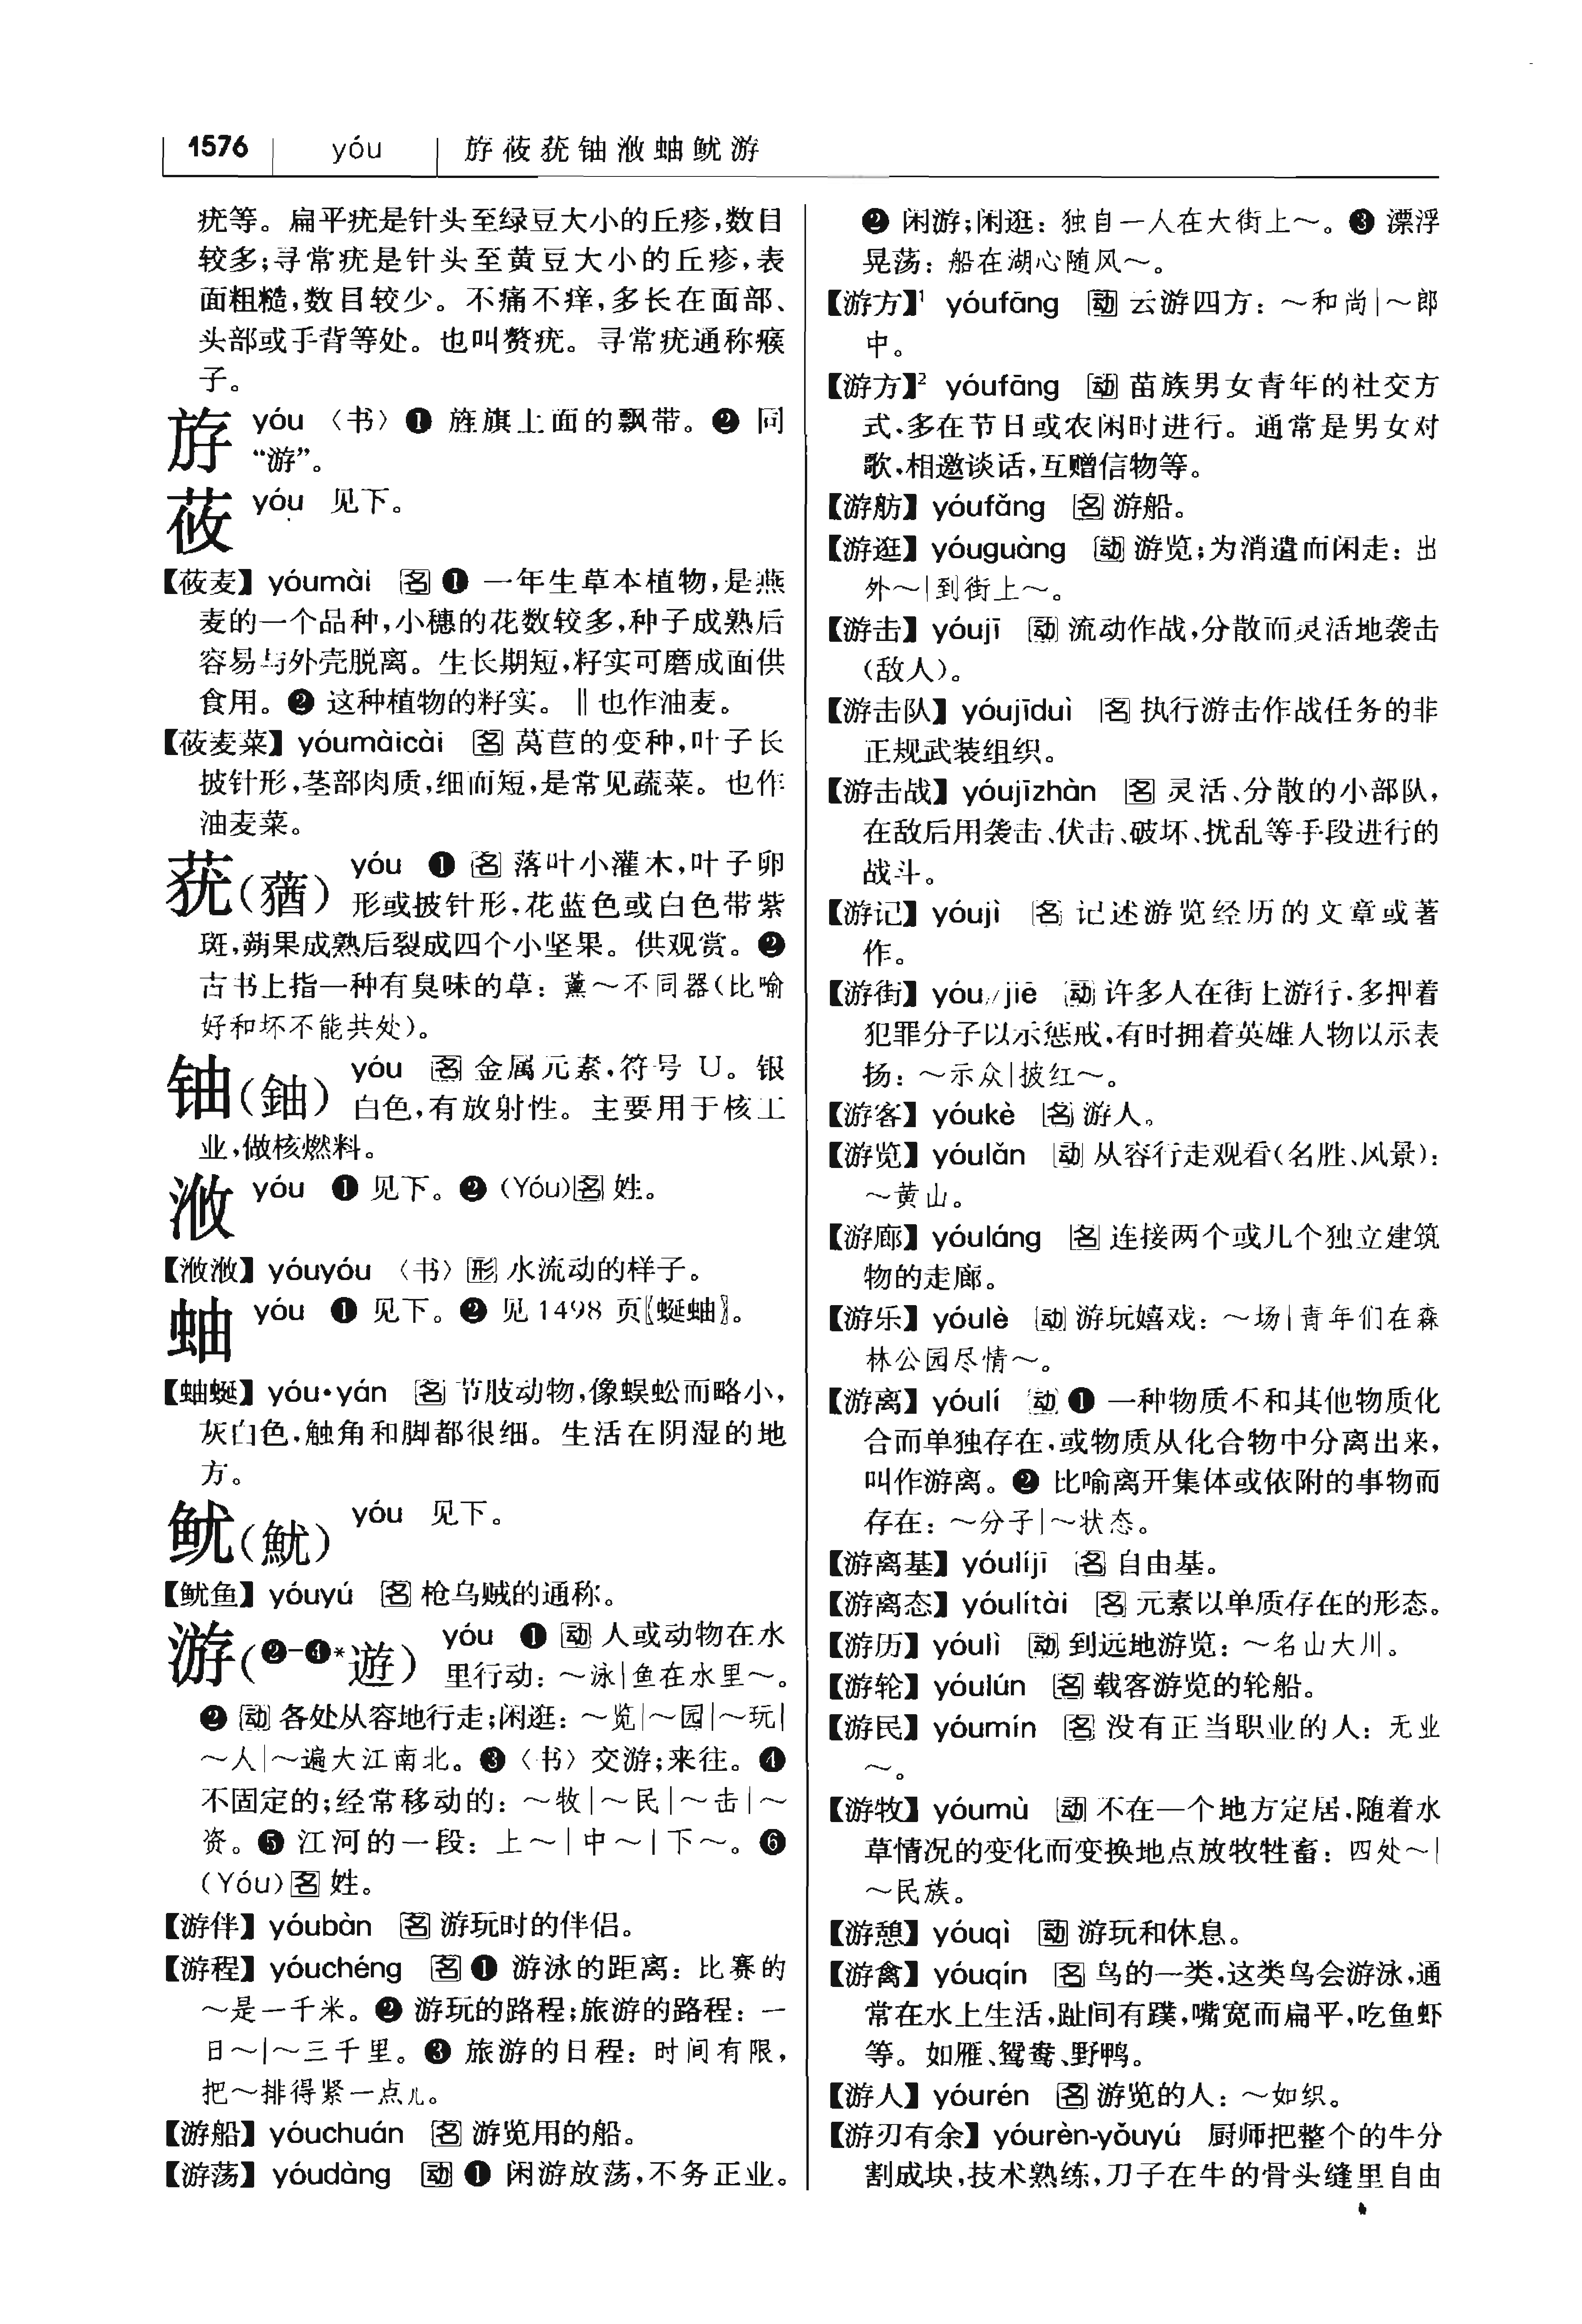 1576 yóu 斿莜莸铀浟蚰鱿游
疣等。扁平疣是针头至绿豆大小的丘疹,数目
较多;寻常疣是针头至黄豆大小的丘疹,表
面粗糙,数目较少。不痛不痒,多长在面部、
头部或手背等处。也叫赘疣。寻常疣通称瘊
子。
斿 yóu 〈书〉❶ 旌旗上面的飘带。❷ 同
“游”。
莜 yóu 见下。
【莜麦】yóumài 名 ❶ 一年生草本植物,是燕
麦的一个品种,小穗的花数较多,种子成熟后
容易与外壳脱离。生长期短,籽实可磨成面供
食用。❷ 这种植物的籽实。‖也作油麦。
【莜麦菜】yóumàicài 名 莴苣的变种,叶子长
披针形,茎部肉质,细而短,是常见蔬菜。也作
油麦菜。
莸(蕕) yóu ❶ 名 落叶小灌木,叶子卵
形或披针形,花蓝色或白色带紫
斑,蒴果成熟后裂成四个小坚果。供观赏。❷
古书上指一种有臭味的草:薰～不同器(比喻
好和坏不能共处)。
铀(鈾) yóu 名 金属元素,符号 U。银
白色,有放射性。主要用于核工
业,做核燃料。
浟 yóu ❶ 见下。❷ (Yóu)名 姓。
【浟浟】yóuyóu 〈书〉形 水流动的样子。
蚰 yóu ❶ 见下。❷ 见 1498 页〖蜒蚰〗。
【蚰蜒】yóu·yán 名 节肢动物,像蜈蚣而略小,
灰白色,触角和脚都很细。生活在阴湿的地
方。
鱿(魷) yóu 见下。
【鱿鱼】yóuyú 名 枪乌贼的通称。
游(❷-❹*遊) yóu ❶ 动 人或动物在水
里行动:～泳|鱼在水里～。
❷ 动 各处从容地行走;闲逛:～览|～园|～玩|
～人|～遍大江南北。❸〈书〉交游;来往。❹
不固定的;经常移动的:～牧|～民|～击|～
资。❺ 江河的一段:上～|中～|下～。❻
(Yóu)名 姓。
【游伴】yóubàn 名 游玩时的伴侣。
【游程】yóuchéng 名 ❶ 游泳的距离:比赛的
～是一千米。❷ 游玩的路程;旅游的路程:一
日～|～三千里。❸ 旅游的日程:时间有限,
把～排得紧一点儿。
【游船】yóuchuán 名 游览用的船。
【游荡】yóudàng 动 ❶ 闲游放荡,不务正业。
❷ 闲游;闲逛:独自一人在大街上～。❸ 漂浮
晃荡:船在湖心随风～。
【游方】¹ yóufāng 动 云游四方:～和尚|～郎
中。
【游方】² yóufāng 动 苗族男女青年的社交方
式,多在节日或农闲时进行。通常是男女对
歌,相邀谈话,互赠信物等。
【游舫】yóufǎng 名 游船。
【游逛】yóuguàng 动 游览;为消遣而闲走:出
外～|到街上～。
【游击】yóujī 动 流动作战,分散而灵活地袭击
(敌人)。
【游击队】yóujīduì 名 执行游击作战任务的非
正规武装组织。
【游击战】yóujīzhàn 名 灵活、分散的小部队,
在敌后用袭击、伏击、破坏、扰乱等手段进行的
战斗。
【游记】yóujì 名 记述游览经历的文章或著
作。
【游街】yóu//jiē 动 许多人在街上游行,多押着
犯罪分子以示惩戒,有时拥着英雄人物以示表
扬:～示众|披红～。
【游客】yóukè 名 游人。
【游览】yóulǎn 动 从容行走观看(名胜、风景):
～黄山。
【游廊】yóuláng 名 连接两个或几个独立建筑
物的走廊。
【游乐】yóulè 动 游玩嬉戏:～场|青年们在森
林公园尽情～。
【游离】yóulí 动 ❶ 一种物质不和其他物质化
合而单独存在,或物质从化合物中分离出来,
叫作游离。❷ 比喻离开集体或依附的事物而
存在:～分子|～状态。
【游离基】yóulíjī 名 自由基。
【游离态】yóulítài 名 元素以单质存在的形态。
【游历】yóulì 动 到远地游览:～名山大川。
【游轮】yóulún 名 载客游览的轮船。
【游民】yóumín 名 没有正当职业的人:无业
～。
【游牧】yóumù 动 不在一个地方定居,随着水
草情况的变化而变换地点放牧牲畜:四处～|
～民族。
【游憩】yóuqì 动 游玩和休息。
【游禽】yóuqín 名 鸟的一类,这类鸟会游泳,通
常在水上生活,趾间有蹼,嘴宽而扁平,吃鱼虾
等。如雁、鸳鸯、野鸭。
【游人】yóurén 名 游览的人:～如织。
【游刃有余】yóurèn-yǒuyú 厨师把整个的牛分
割成块,技术熟练,刀子在牛的骨头缝里自由